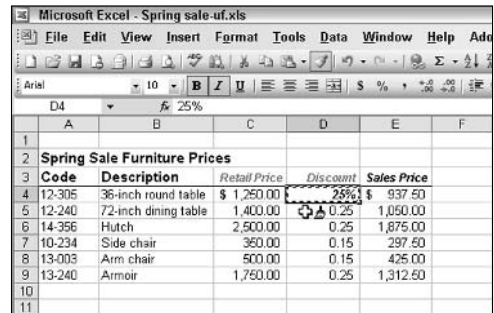 Microsoft Excel - Spring sale-uf.xls
File Edit View Insert Format Tools Data Window Help Ado
Arial 10 B I U $ % ,
D4 fx 25%
A B C D E F
1
2 Spring Sale Furniture Prices
3 Code Description Retail Price Discount Sales Price
4 12-305 36-inch round table $ 1,250.00 25% $ 937.50
5 12-240 72-inch dining table 1,400.00 0.25 1,050.00
6 14-356 Hutch 2,500.00 0.25 1,875.00
7 10-234 Side chair 350.00 0.15 297.50
8 13-003 Arm chair 500.00 0.15 425.00
9 13-240 Armoir 1,750.00 0.25 1,312.50
10
11